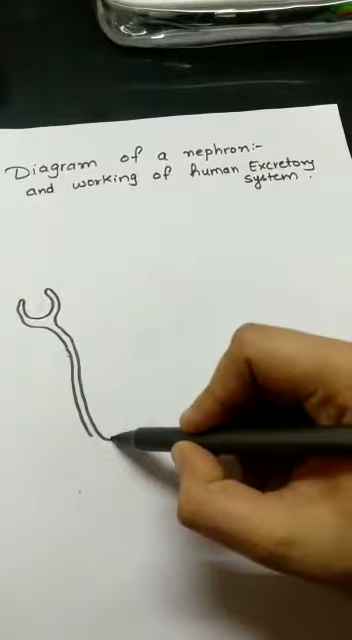 Diagram of a nephron:-
and working of human Excretory
system.